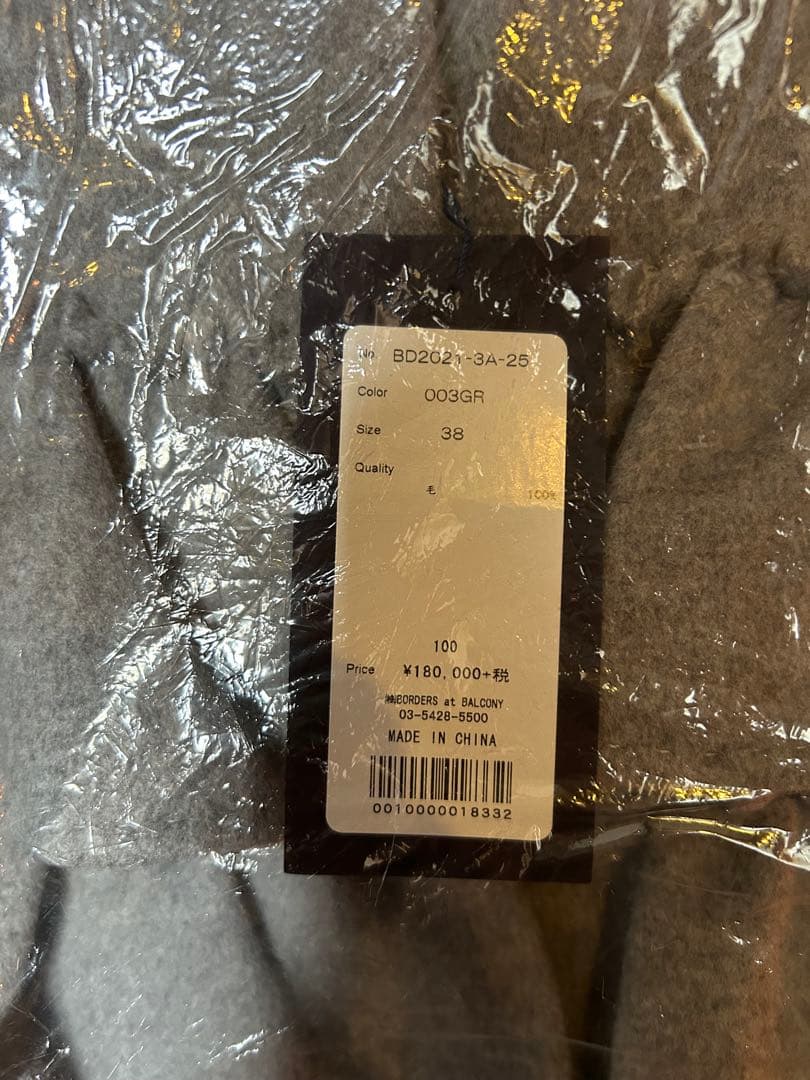 No. BD2021-3A-25
Color 003GR
Size 38
Quality
毛 100%
100
Price ¥180,000+税
㈱BORDERS at BALCONY
03-5428-5500
MADE IN CHINA
0010000018332